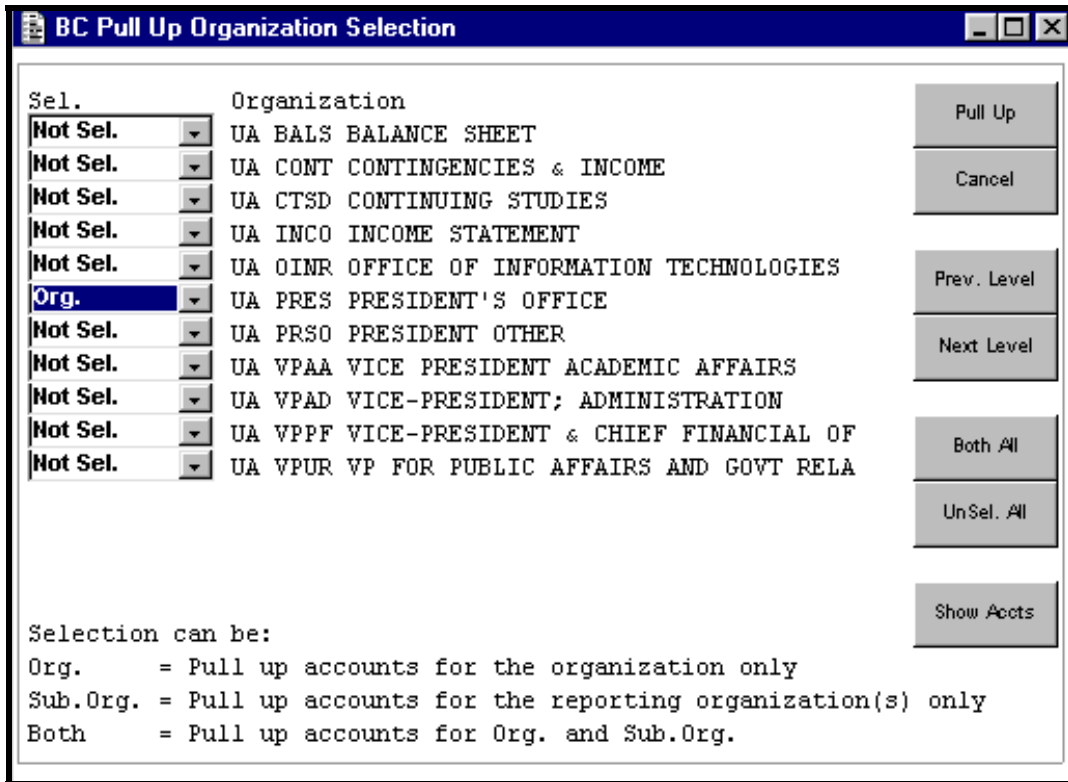 BC Pull Up Organization Selection
Sel. Organization
Not Sel. UA BALS BALANCE SHEET
Not Sel. UA CONT CONTINGENCIES & INCOME
Not Sel. UA CTSD CONTINUING STUDIES
Not Sel. UA INCO INCOME STATEMENT
Not Sel. UA OINR OFFICE OF INFORMATION TECHNOLOGIES
Org. UA PRES PRESIDENT'S OFFICE
Not Sel. UA PRSO PRESIDENT OTHER
Not Sel. UA VPAA VICE PRESIDENT ACADEMIC AFFAIRS
Not Sel. UA VPAD VICE-PRESIDENT; ADMINISTRATION
Not Sel. UA VPPF VICE-PRESIDENT & CHIEF FINANCIAL OF
Not Sel. UA VPUR VP FOR PUBLIC AFFAIRS AND GOVT RELA
Pull Up
Cancel
Prev. Level
Next Level
Both All
UnSel. All
Show Accts
Selection can be:
Org. = Pull up accounts for the organization only
Sub.Org. = Pull up accounts for the reporting organization(s) only
Both = Pull up accounts for Org. and Sub.Org.